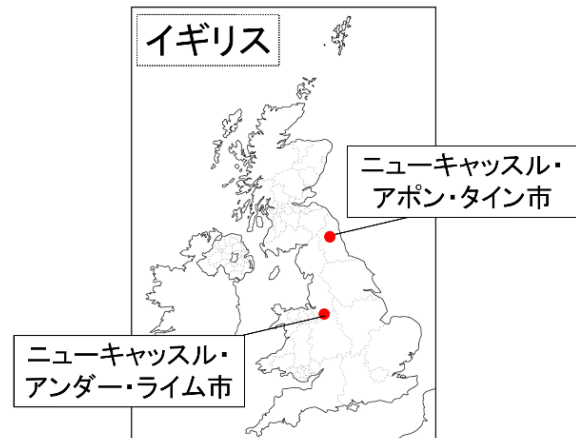 イギリス
ニューキャッスル・
アポン・タイン市
ニューキャッスル・
アンダー・ライム市